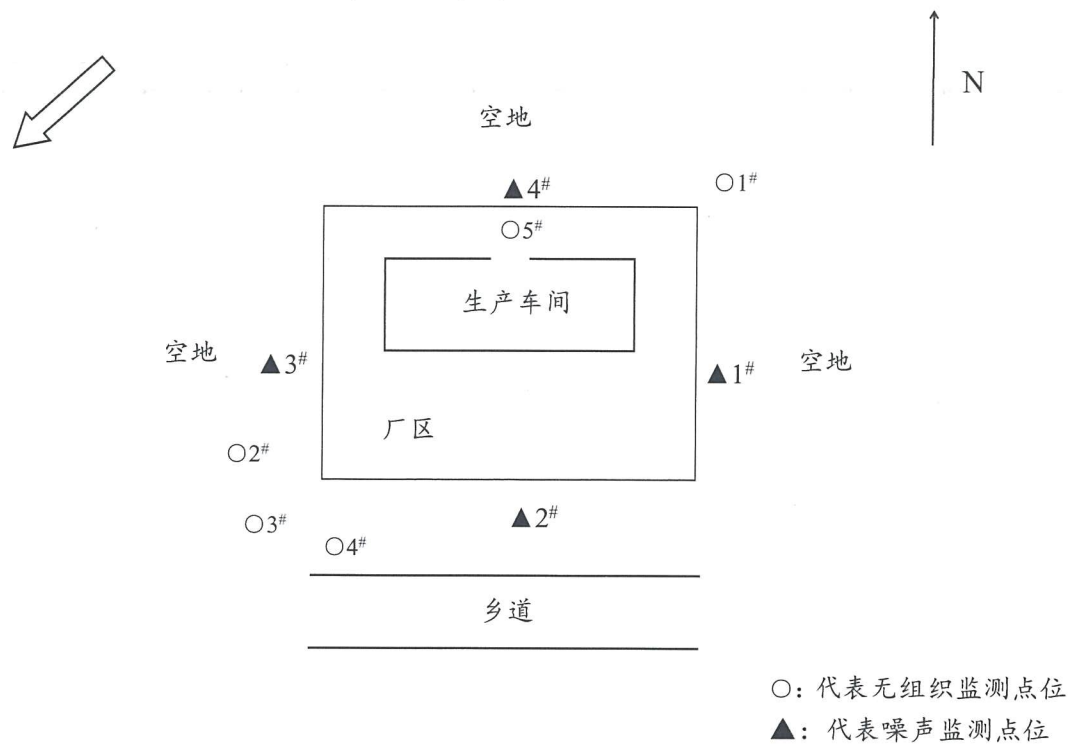 N
空地
▲4#
○1#
○5#
生产车间
空地
▲3#
▲1#
空地
厂区
○2#
▲2#
○3#
○4#
乡道
○：代表无组织监测点位
▲：代表噪声监测点位